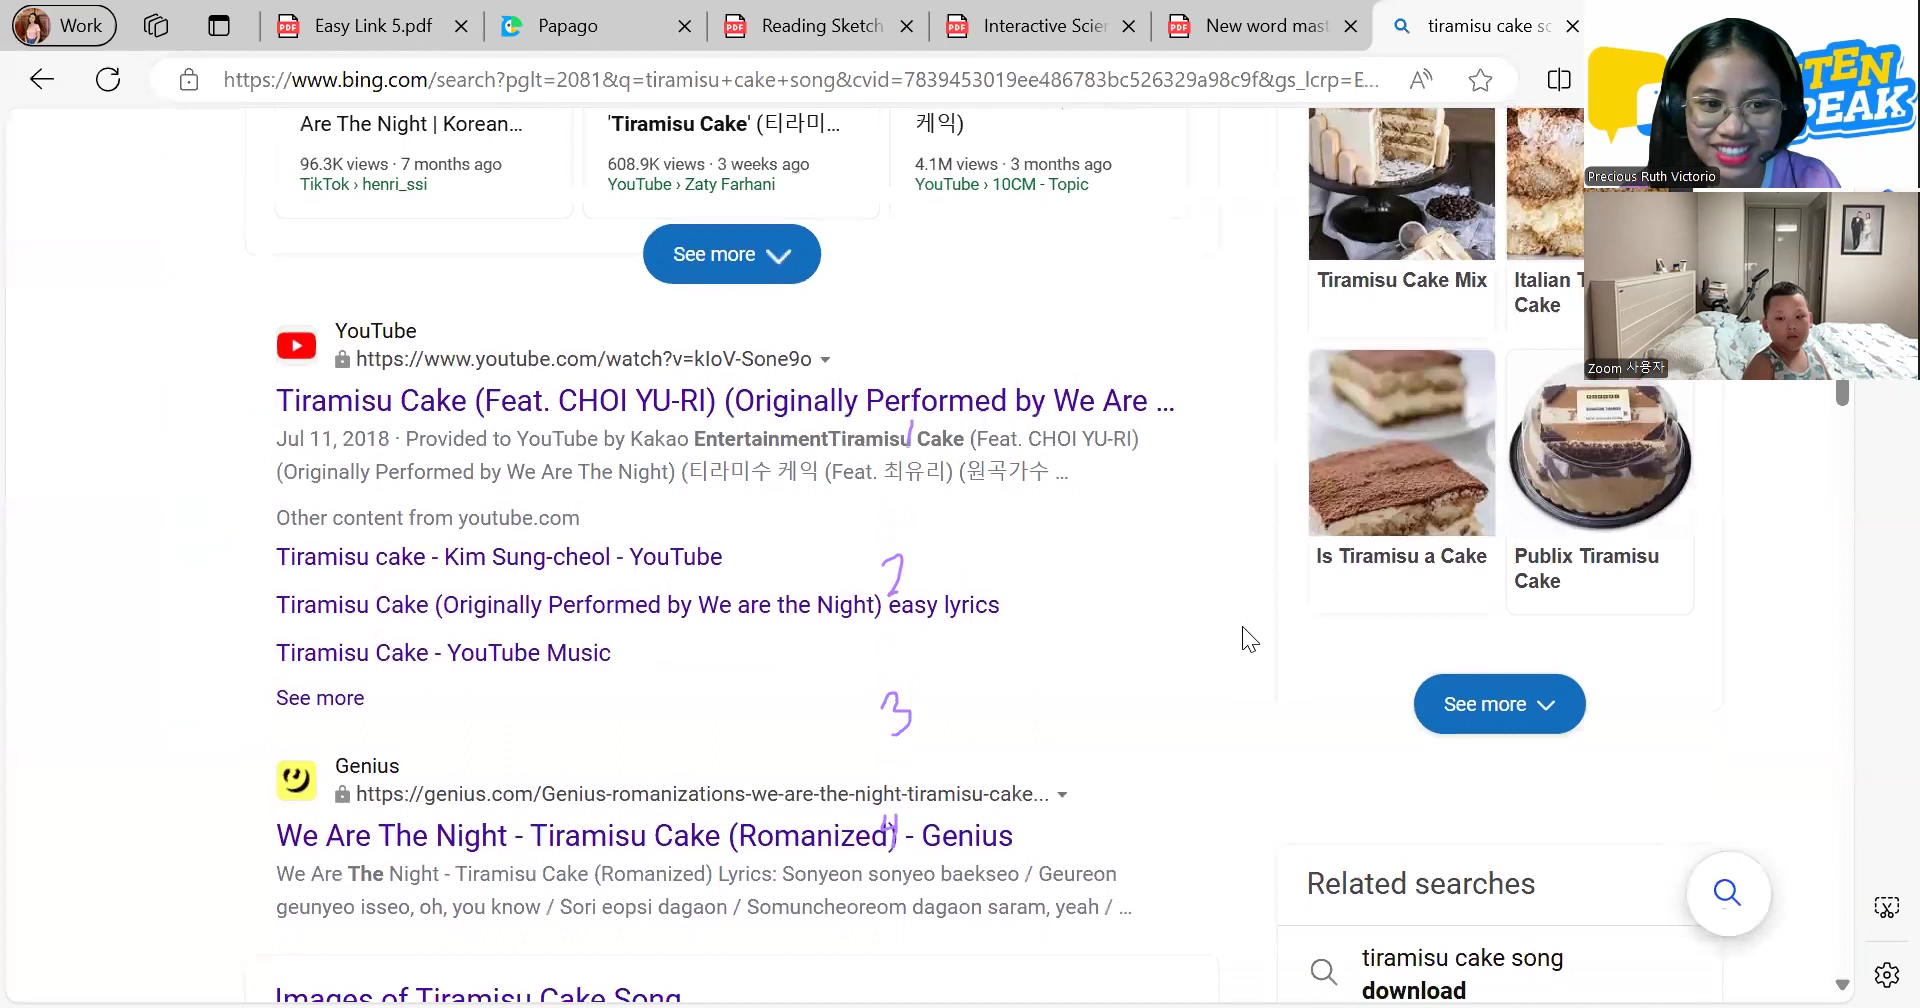 Work
Easy Link 5.pdf
Papago
Reading Sketch
Interactive Scier
New word mast
tiramisu cake sc
https://www.bing.com/search?pglt=2081&q=tiramisu+cake+song&cvid=7839453019ee486783bc526329a98c9f&gs_lcrp=E...
TEN
PEAK
Precious Ruth Victorio
Zoom 사용자
Are The Night | Korean...
96.3K views · 7 months ago
TikTok › henri_ssi
'Tiramisu Cake' (티라미...
608.9K views · 3 weeks ago
YouTube › Zaty Farhani
케익)
4.1M views · 3 months ago
YouTube › 10CM - Topic
See more
YouTube
https://www.youtube.com/watch?v=kIoV-Sone9o
Tiramisu Cake (Feat. CHOI YU-RI) (Originally Performed by We Are ...
Jul 11, 2018 · Provided to YouTube by Kakao EntertainmentTiramisu Cake (Feat. CHOI YU-RI)
(Originally Performed by We Are The Night) (티라미수 케익 (Feat. 최유리) (원곡가수 ...
1
Other content from youtube.com
Tiramisu cake - Kim Sung-cheol - YouTube
2
Tiramisu Cake (Originally Performed by We are the Night) easy lyrics
Tiramisu Cake - YouTube Music
See more
3
Genius
https://genius.com/Genius-romanizations-we-are-the-night-tiramisu-cake...
We Are The Night - Tiramisu Cake (Romanized) - Genius
4
We Are The Night - Tiramisu Cake (Romanized) Lyrics: Sonyeon sonyeo baekseo / Geureon
geunyeo isseo, oh, you know / Sori eopsi dagaon / Somuncheoreom dagaon saram, yeah / ...
Images of Tiramisu Cake Song
Tiramisu Cake Mix
Italian T
Cake
Is Tiramisu a Cake
Publix Tiramisu
Cake
See more
Related searches
tiramisu cake song
download